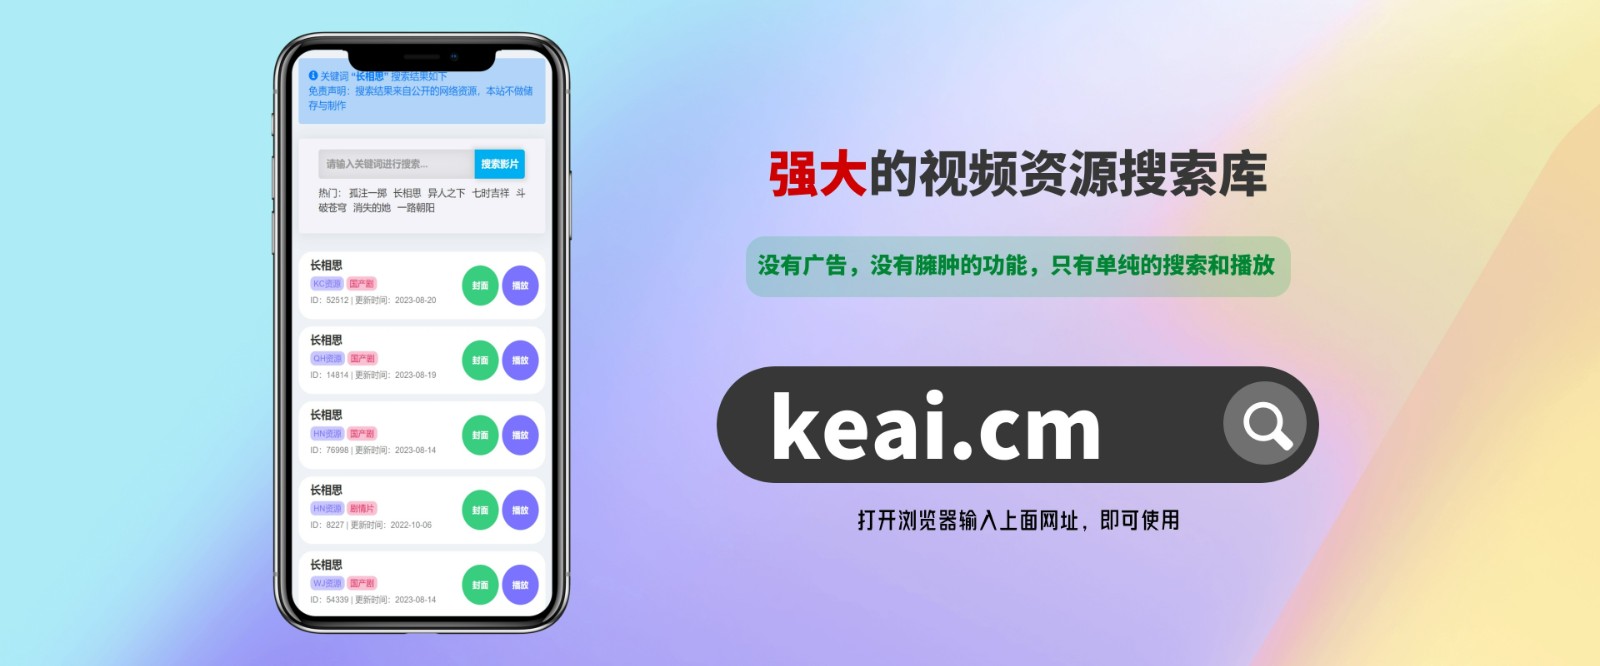 关键词 “长相思” 搜索结果如下
免责声明：搜索结果来自公开的网络资源，本站不做储
存与制作
请输入关键词进行搜索...
搜索影片
热门： 孤注一掷 长相思 异人之下 七时吉祥 斗
破苍穹 消失的她 一路朝阳
长相思
KC资源 国产剧
ID：52512 | 更新时间：2023-08-20
封面 播放
长相思
QH资源 国产剧
ID：14814 | 更新时间：2023-08-19
封面 播放
长相思
HN资源 国产剧
ID：76998 | 更新时间：2023-08-14
封面 播放
长相思
HN资源 剧情片
ID：8227 | 更新时间：2022-10-06
封面 播放
长相思
WJ资源 国产剧
ID：54339 | 更新时间：2023-08-14
封面 播放
强大的视频资源搜索库
没有广告，没有臃肿的功能，只有单纯的搜索和播放
keai.cm
打开浏览器输入上面网址，即可使用